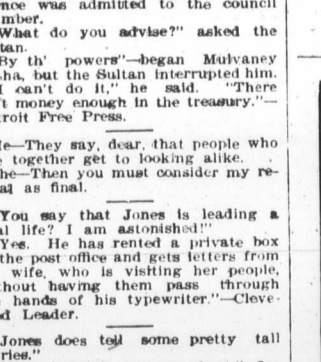 nce was admitted to the council
mber.
What do you advise?" asked the
tan.
By th' powers"—began Mulvaney
ha, but the Sultan interrupted him.
I can't do it," he said. "There
't money enough in the treasury."—
roit Free Press.
e—They say, dear, that people who
e together get to looking alike.
he—Then you must consider my re-
al as final.
You say that Jones is leading a
al life? I am astonished!"
Yes. He has rented a private box
the post office and gets letters from
wife, who is visiting her people,
hout having them pass through
hands of his typewriter."—Cleve-
d Leader.
Jones does tell some pretty tall
ries."